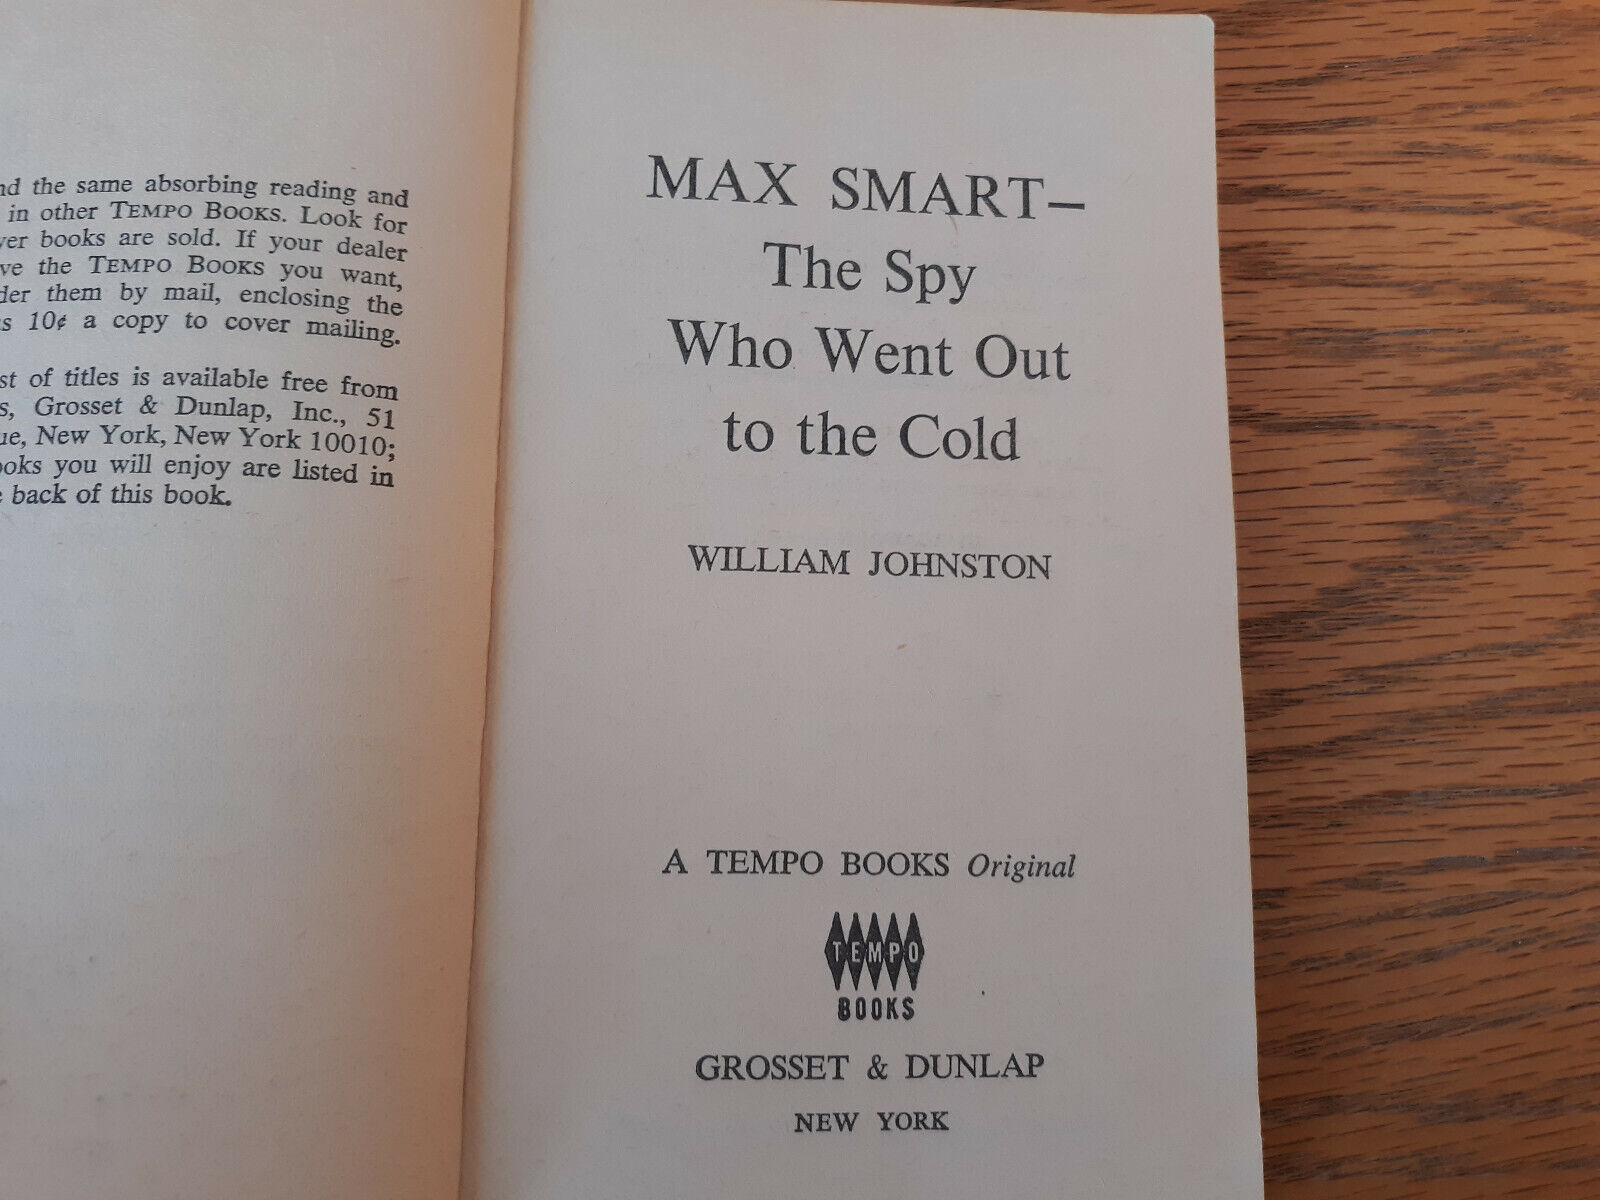 nd the same absorbing reading and
in other TEMPO BOOKS. Look for
ver books are sold. If your dealer
ve the TEMPO BOOKS you want,
der them by mail, enclosing the
s 10¢ a copy to cover mailing.
st of titles is available free from
s, Grosset & Dunlap, Inc., 51
ue, New York, New York 10010;
ooks you will enjoy are listed in
e back of this book.
MAX SMART—
The Spy
Who Went Out
to the Cold
WILLIAM JOHNSTON
A TEMPO BOOKS Original
TEMPO
BOOKS
GROSSET & DUNLAP
NEW YORK